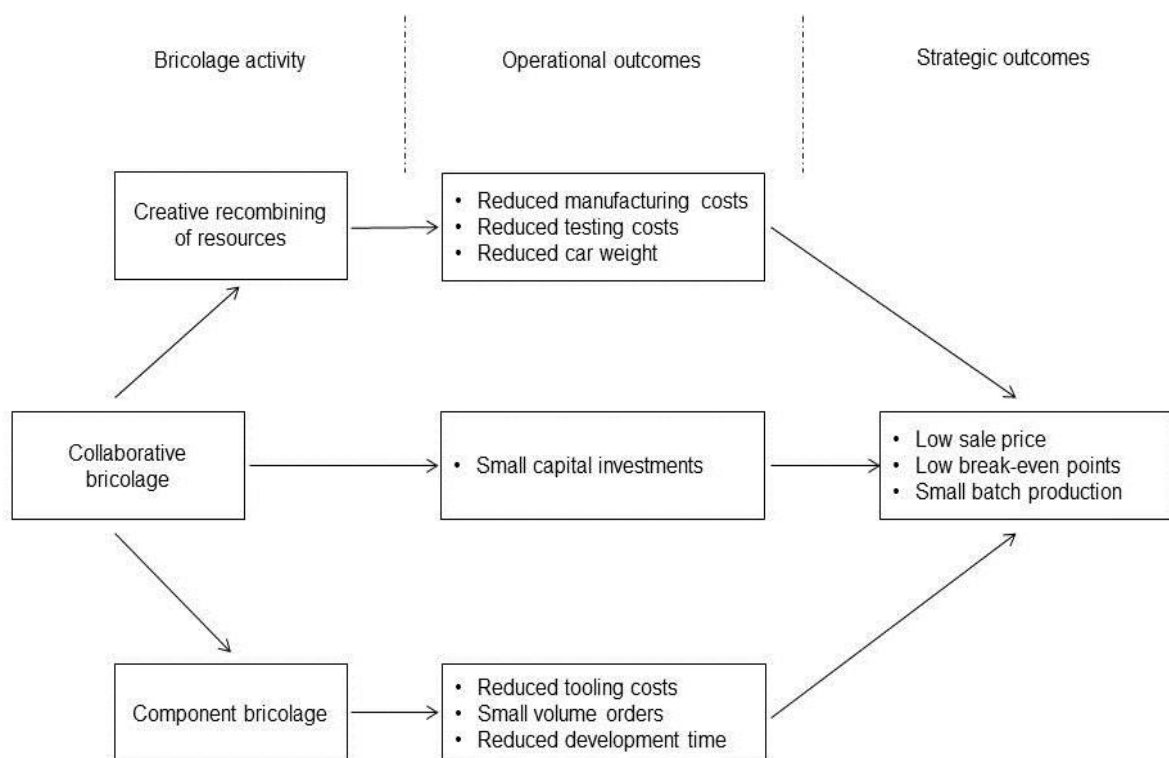 Bricolage activity
Operational outcomes
Strategic outcomes
Creative recombining
of resources
• Reduced manufacturing costs
• Reduced testing costs
• Reduced car weight
Collaborative
bricolage
• Small capital investments
• Low sale price
• Low break-even points
• Small batch production
Component bricolage
• Reduced tooling costs
• Small volume orders
• Reduced development time